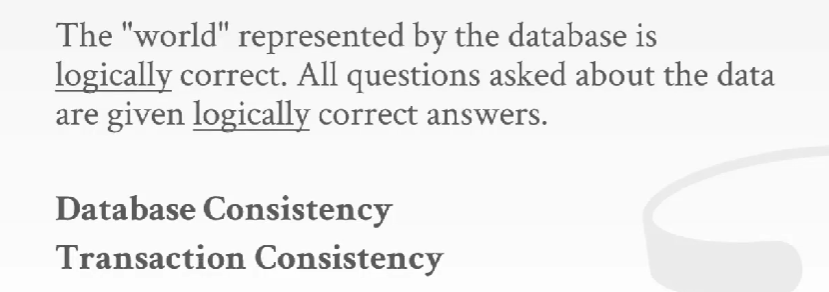 The "world" represented by the database is
logically correct. All questions asked about the data
are given logically correct answers.
Database Consistency
Transaction Consistency